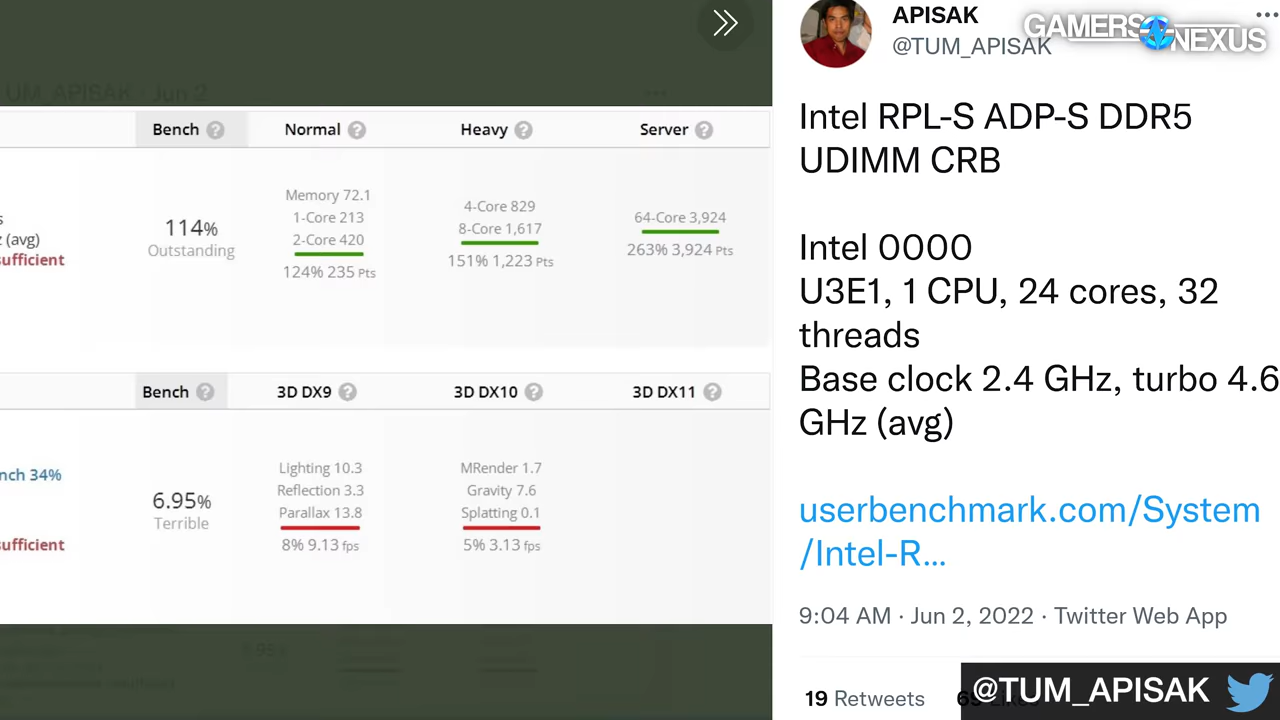 TUM_APISAK · Jun 2
Bench ?
Normal ?
Heavy ?
Server ?
s
z (avg)
sufficient
114%
Outstanding
Memory 72.1
1-Core 213
2-Core 420
124% 235 Pts
4-Core 829
8-Core 1,617
151% 1,223 Pts
64-Core 3,924
263% 3,924 Pts
Bench ?
3D DX9 ?
3D DX10 ?
3D DX11 ?
nch 34%
sufficient
6.95%
Terrible
Lighting 10.3
Reflection 3.3
Parallax 13.8
8% 9.13 fps
MRender 1.7
Gravity 7.6
Splatting 0.1
5% 3.13 fps
APISAK
@TUM_APISAK
GAMERS NEXUS
Intel RPL-S ADP-S DDR5
UDIMM CRB
Intel 0000
U3E1, 1 CPU, 24 cores, 32
threads
Base clock 2.4 GHz, turbo 4.6
GHz (avg)
userbenchmark.com/System
/Intel-R...
9:04 AM · Jun 2, 2022 · Twitter Web App
19 Retweets
@TUM_APISAK